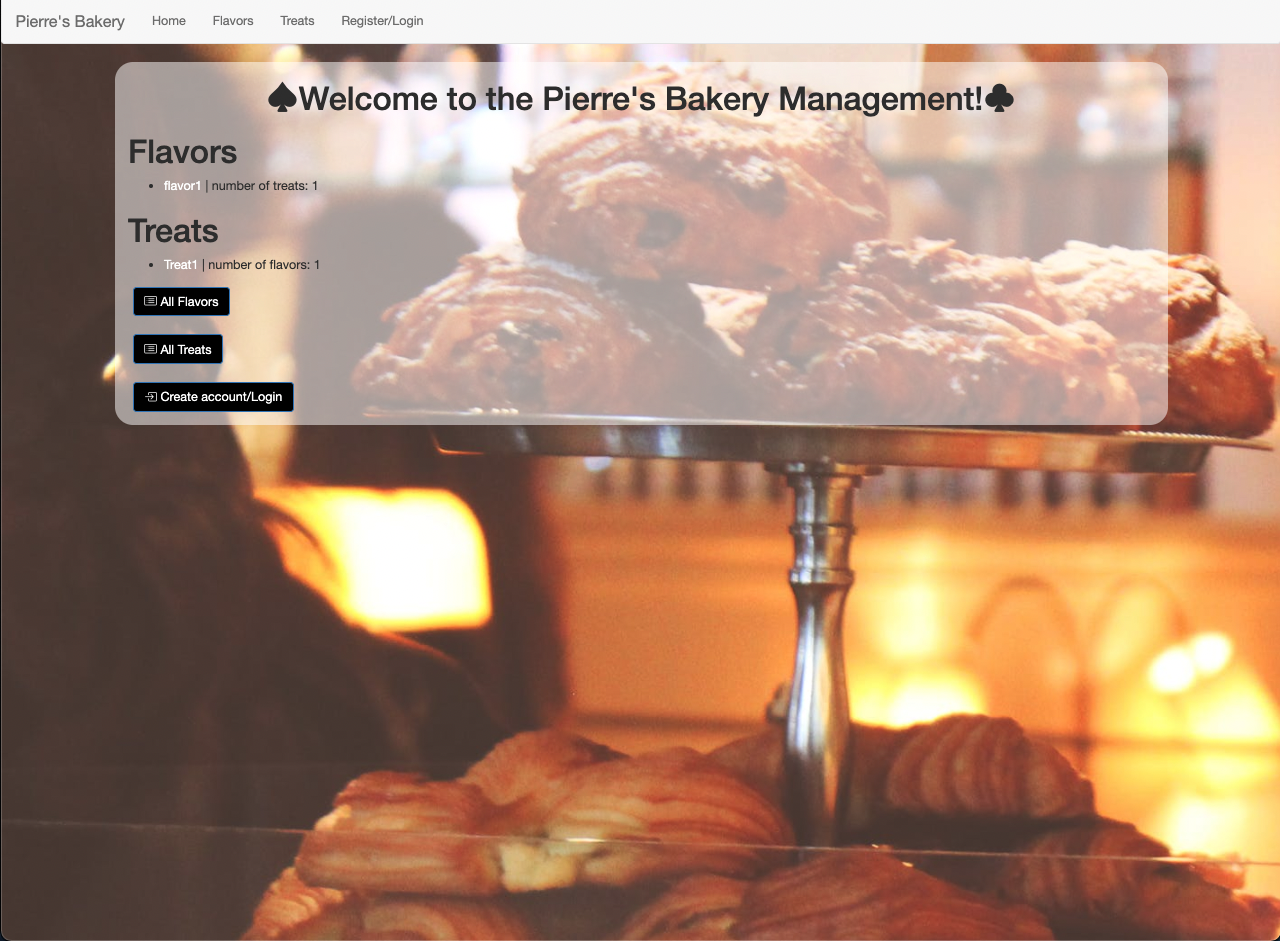 Pierre's Bakery Home Flavors Treats Register/Login
♠Welcome to the Pierre's Bakery Management!♣
Flavors
• flavor1 | number of treats: 1
Treats
• Treat1 | number of flavors: 1
All Flavors
All Treats
Create account/Login